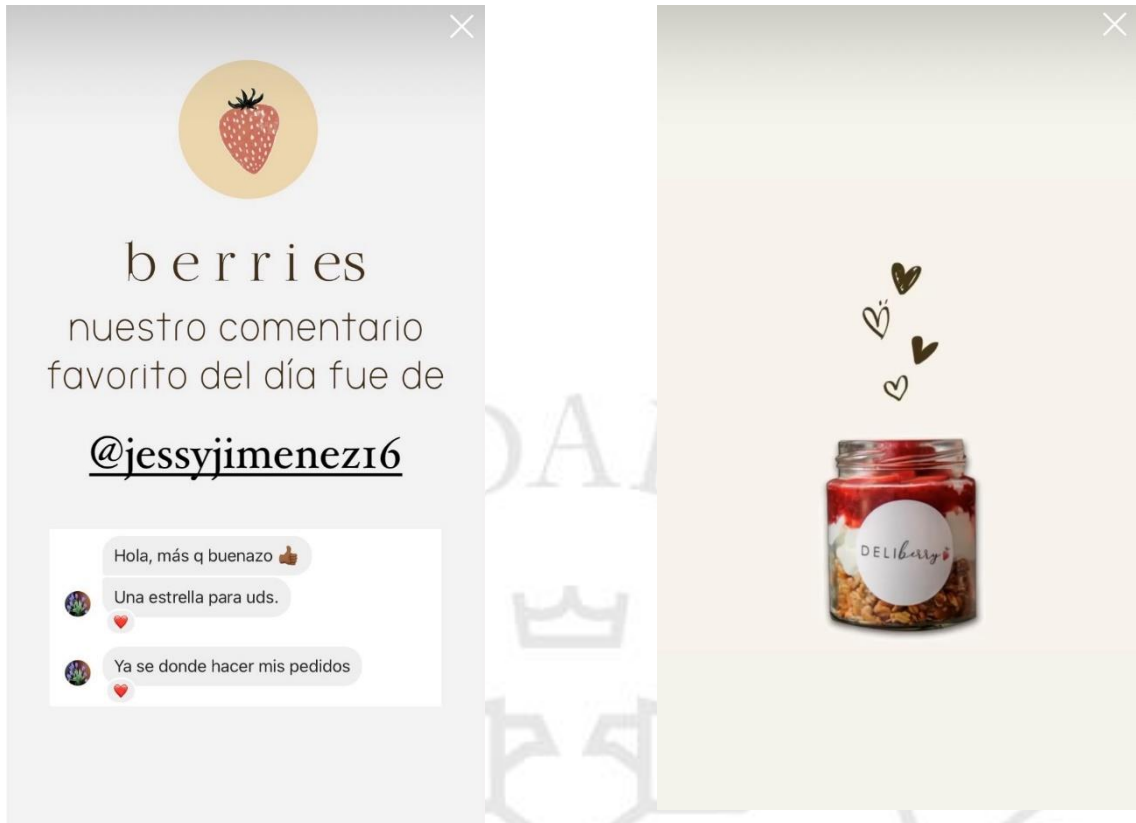 berries
nuestro comentario
favorito del día fue de
@jessyjimenez16
Hola, más q buenazo 👍🏾
Una estrella para uds.
❤️
Ya se donde hacer mis pedidos
❤️
DELIberry